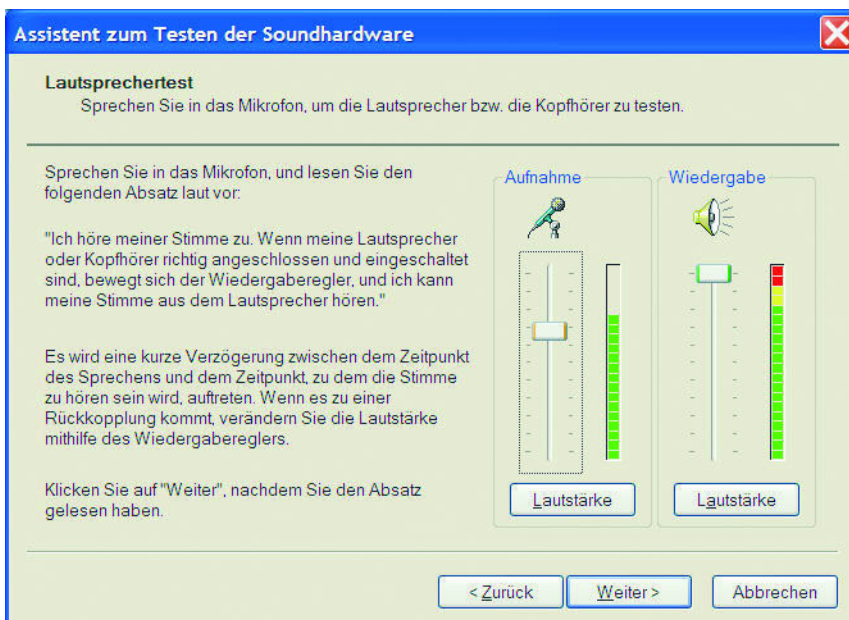 Assistent zum Testen der Soundhardware
Lautsprechertest
Sprechen Sie in das Mikrofon, um die Lautsprecher bzw. die Kopfhörer zu testen.
Sprechen Sie in das Mikrofon, und lesen Sie den
folgenden Absatz laut vor:
"Ich höre meiner Stimme zu. Wenn meine Lautsprecher
oder Kopfhörer richtig angeschlossen und eingeschaltet
sind, bewegt sich der Wiedergaberegler, und ich kann
meine Stimme aus dem Lautsprecher hören."
Es wird eine kurze Verzögerung zwischen dem Zeitpunkt
des Sprechens und dem Zeitpunkt, zu dem die Stimme
zu hören sein wird, auftreten. Wenn es zu einer
Rückkopplung kommt, verändern Sie die Lautstärke
mithilfe des Wiedergabereglers.
Klicken Sie auf "Weiter", nachdem Sie den Absatz
gelesen haben.
Aufnahme
Lautstärke
Wiedergabe
Lautstärke
< Zurück
Weiter >
Abbrechen